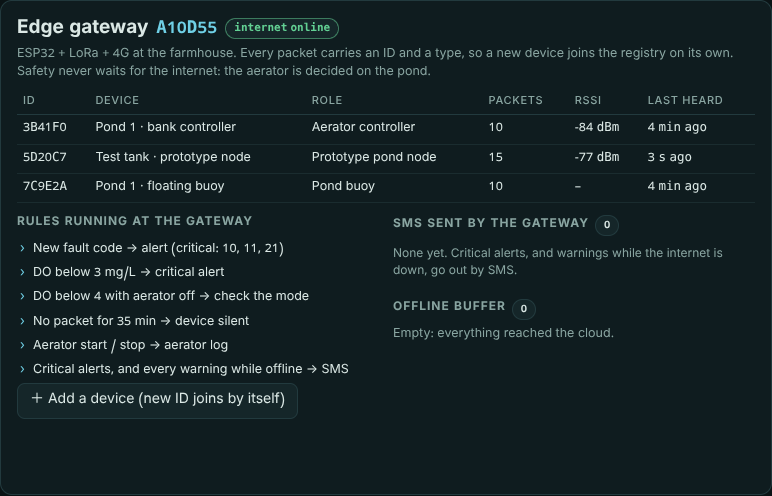 Edge gateway A10D55 internet online
ESP32 + LoRa + 4G at the farmhouse. Every packet carries an ID and a type, so a new device joins the registry on its own.
Safety never waits for the internet: the aerator is decided on the pond.
ID DEVICE ROLE PACKETS RSSI LAST HEARD
3B41F0 Pond 1 · bank controller Aerator controller 10 -84 dBm 4 min ago
5D20C7 Test tank · prototype node Prototype pond node 15 -77 dBm 3 s ago
7C9E2A Pond 1 · floating buoy Pond buoy 10 – 4 min ago
RULES RUNNING AT THE GATEWAY
› New fault code → alert (critical: 10, 11, 21)
› DO below 3 mg/L → critical alert
› DO below 4 with aerator off → check the mode
› No packet for 35 min → device silent
› Aerator start / stop → aerator log
› Critical alerts, and every warning while offline → SMS
+ Add a device (new ID joins by itself)
SMS SENT BY THE GATEWAY 0
None yet. Critical alerts, and warnings while the internet is
down, go out by SMS.
OFFLINE BUFFER 0
Empty: everything reached the cloud.